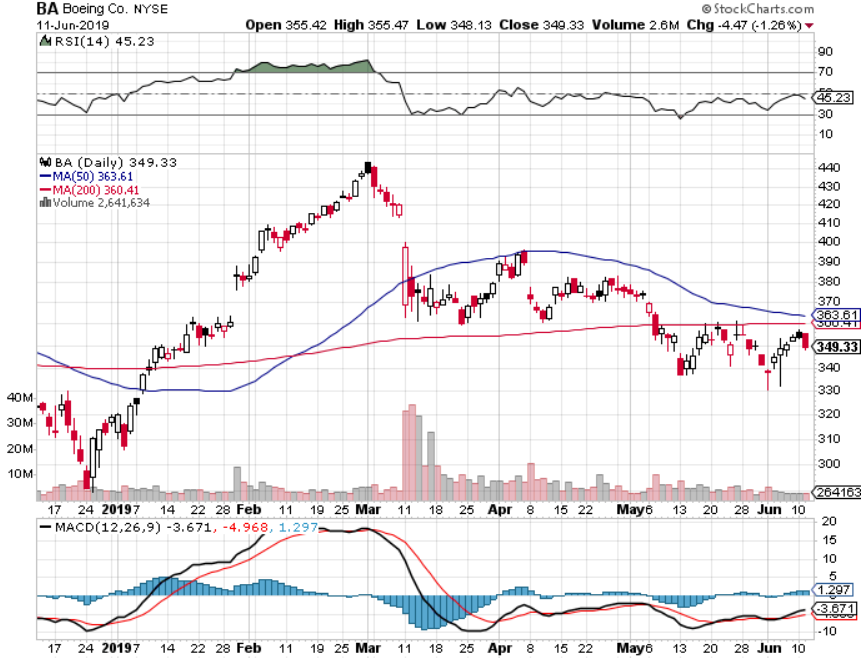 BA Boeing Co. NYSE © StockCharts.com
11-Jun-2019 Open 355.42 High 355.47 Low 348.13 Close 349.33 Volume 2.6M Chg -4.47 (-1.26%)
RSI(14) 45.23
90
70
45.23
30
10
BA (Daily) 349.33
MA(50) 363.61
MA(200) 360.41
Volume 2,641,634
440
430
420
410
400
390
380
370
363.61
360.41
349.33
340
330
320
310
300
40M
30M
20M
10M
264163
17 24 2019 7 14 22 28 Feb 11 19 25 Mar 11 18 25 Apr 8 15 22 May 6 13 20 28 Jun 10
MACD(12,26,9) -3.671, -4.968, 1.297
20
15
10
5
1.297
-3.671
-10
17 24 2019 7 14 22 28 Feb 11 19 25 Mar 11 18 25 Apr 8 15 22 May 6 13 20 28 Jun 10